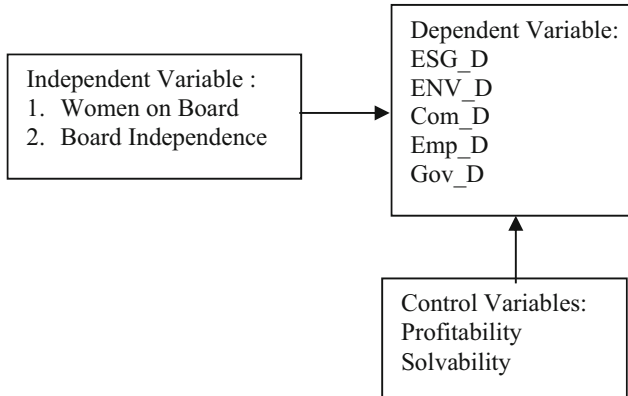 Independent Variable :
1. Women on Board
2. Board Independence
Dependent Variable:
ESG_D
ENV_D
Com_D
Emp_D
Gov_D
Control Variables:
Profitability
Solvability